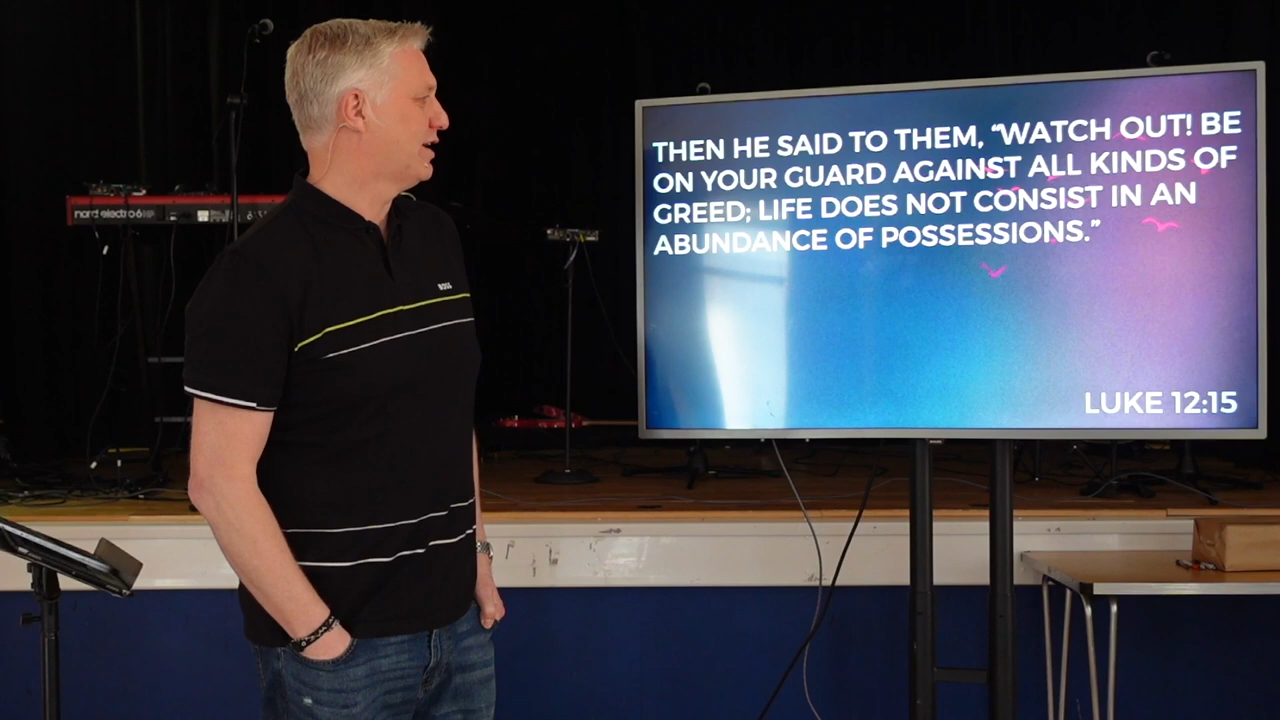 THEN HE SAID TO THEM, “WATCH OUT! BE
ON YOUR GUARD AGAINST ALL KINDS OF
GREED; LIFE DOES NOT CONSIST IN AN
ABUNDANCE OF POSSESSIONS.”
LUKE 12:15
BOSS
nord electro 6 HP